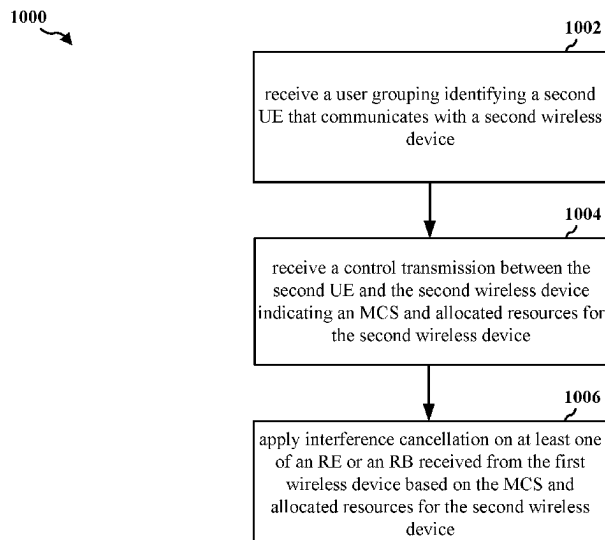 1000
1002
receive a user grouping identifying a second
UE that communicates with a second wireless
device
1004
receive a control transmission between the
second UE and the second wireless device
indicating an MCS and allocated resources for
the second wireless device
1006
apply interference cancellation on at least one
of an RE or an RB received from the first
wireless device based on the MCS and
allocated resources for the second wireless
device